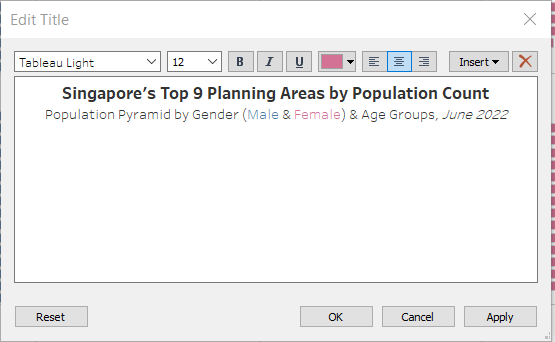 Edit Title
Tableau Light 12 B I U Insert
Singapore's Top 9 Planning Areas by Population Count
Population Pyramid by Gender (Male & Female) & Age Groups, June 2022
Reset OK Cancel Apply